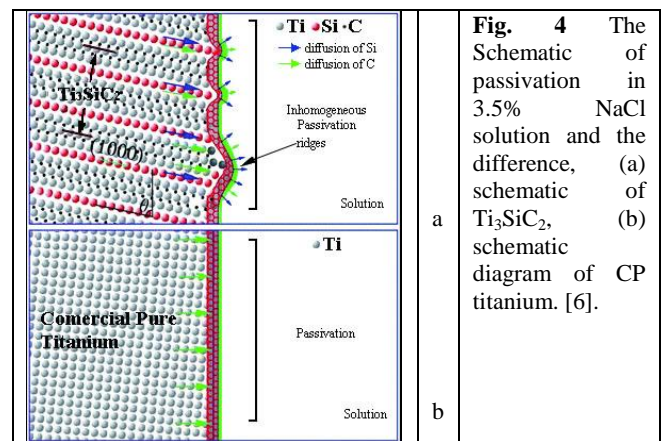 Ti Si·C
diffusion of Si
diffusion of C
Ti₃SiC₂
Inhomogeneous
Passivation
ridges
(1000)
θ
Solution
a
Ti
Comercial Pure
Titanium
Passivation
Solution
b
Fig. 4 The
Schematic of
passivation in
3.5% NaCl
solution and the
difference, (a)
schematic of
Ti₃SiC₂, (b)
schematic
diagram of CP
titanium. [6].